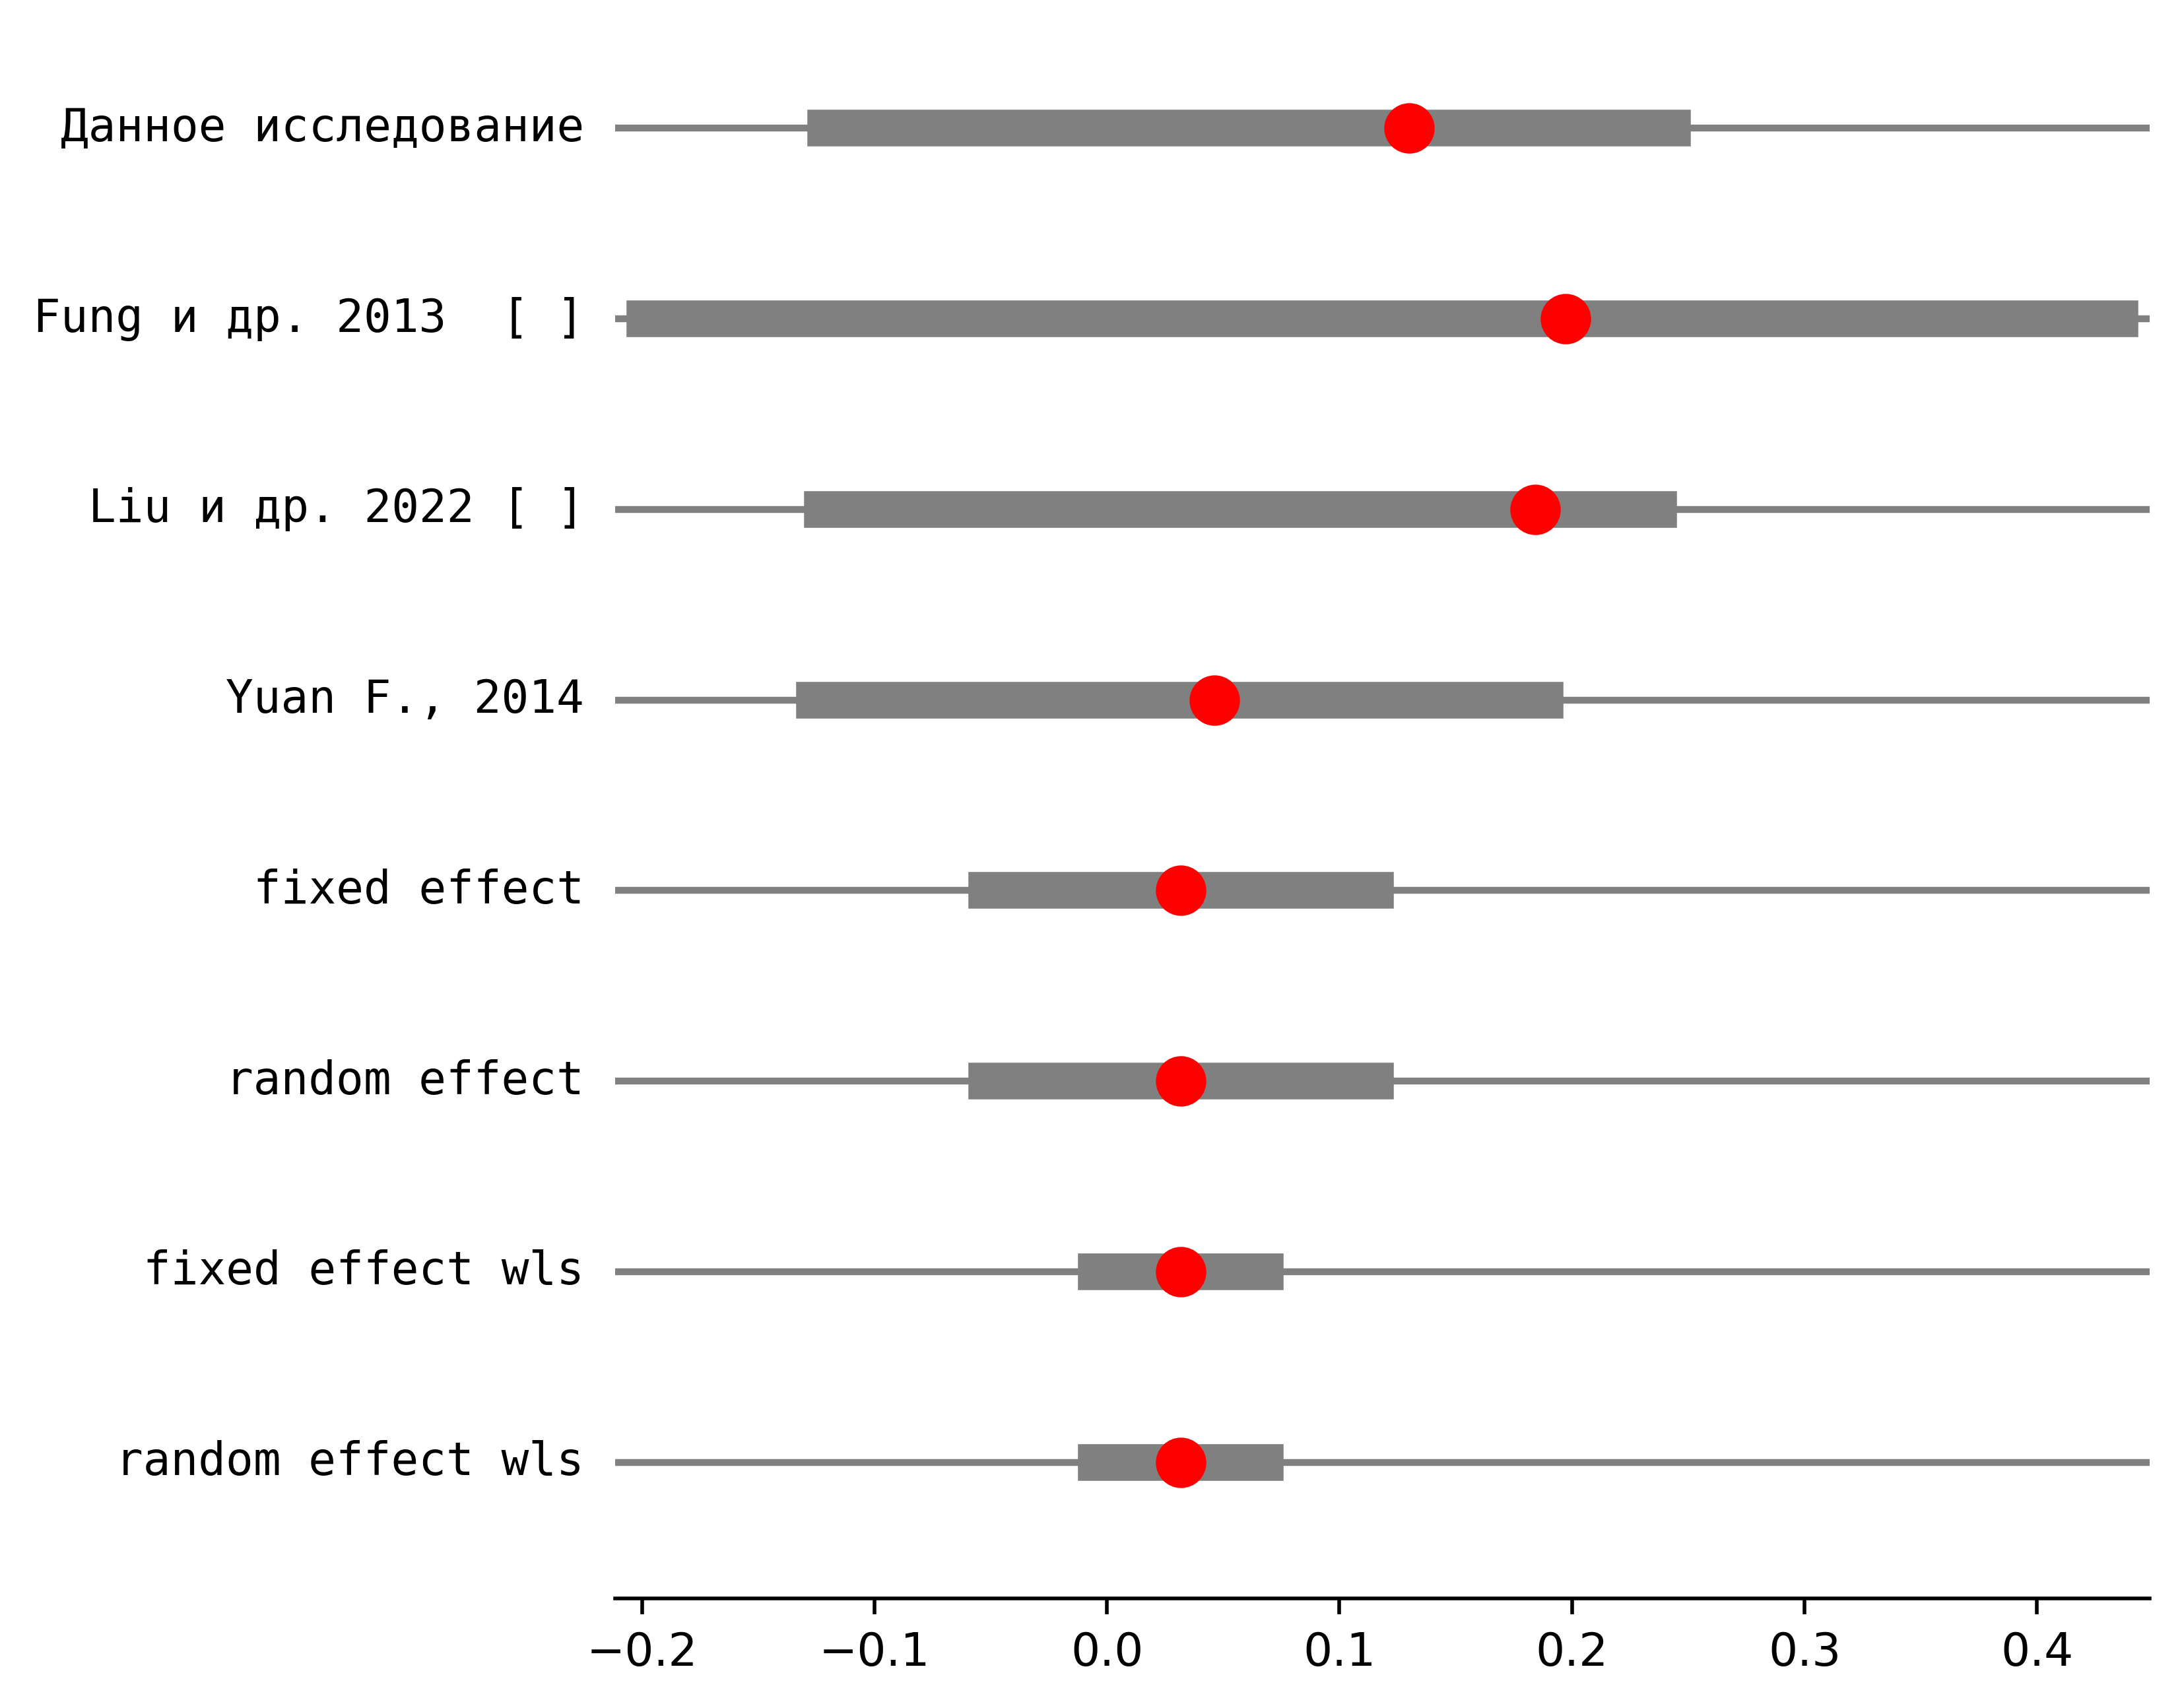 Данное исследование
Fung и др. 2013  [ ]
Liu и др. 2022 [ ]
Yuan F., 2014
fixed effect
random effect
fixed effect wls
random effect wls
−0.2 −0.1 0.0 0.1 0.2 0.3 0.4